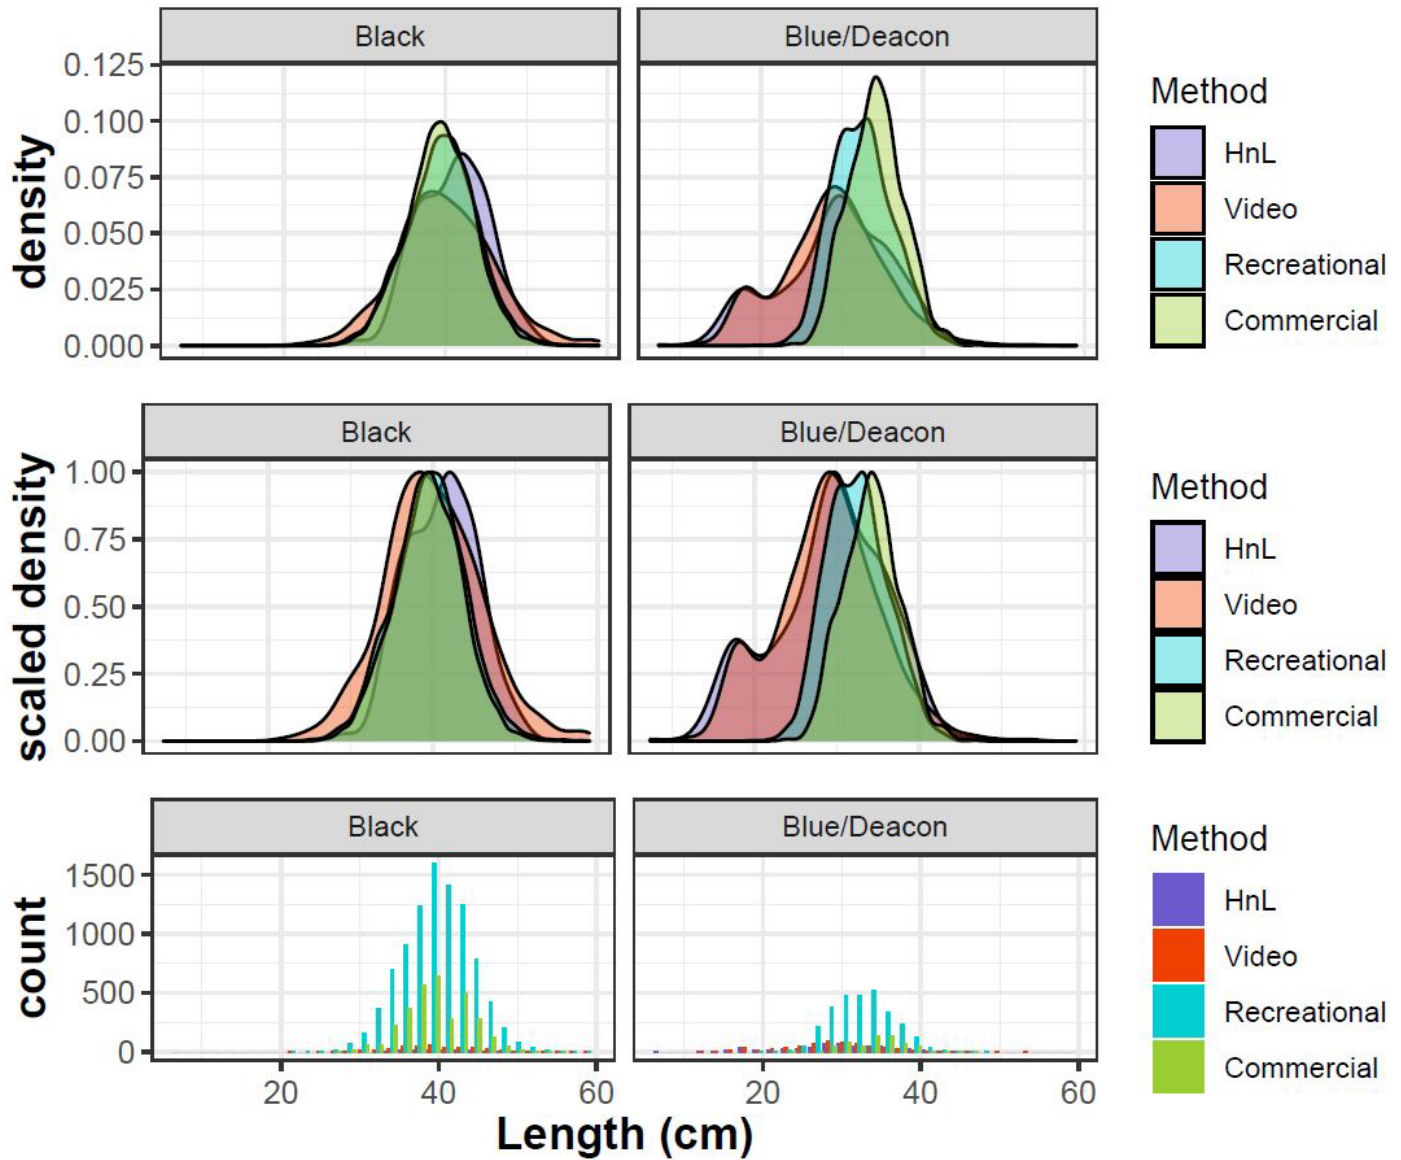 Black
Blue/Deacon
density
0.125
0.100
0.075
0.050
0.025
0.000
Method
HnL
Video
Recreational
Commercial
Black
Blue/Deacon
scaled density
1.00
0.75
0.50
0.25
0.00
Method
HnL
Video
Recreational
Commercial
Black
Blue/Deacon
count
1500
1000
500
0
20 40 60
20 40 60
Length (cm)
Method
HnL
Video
Recreational
Commercial